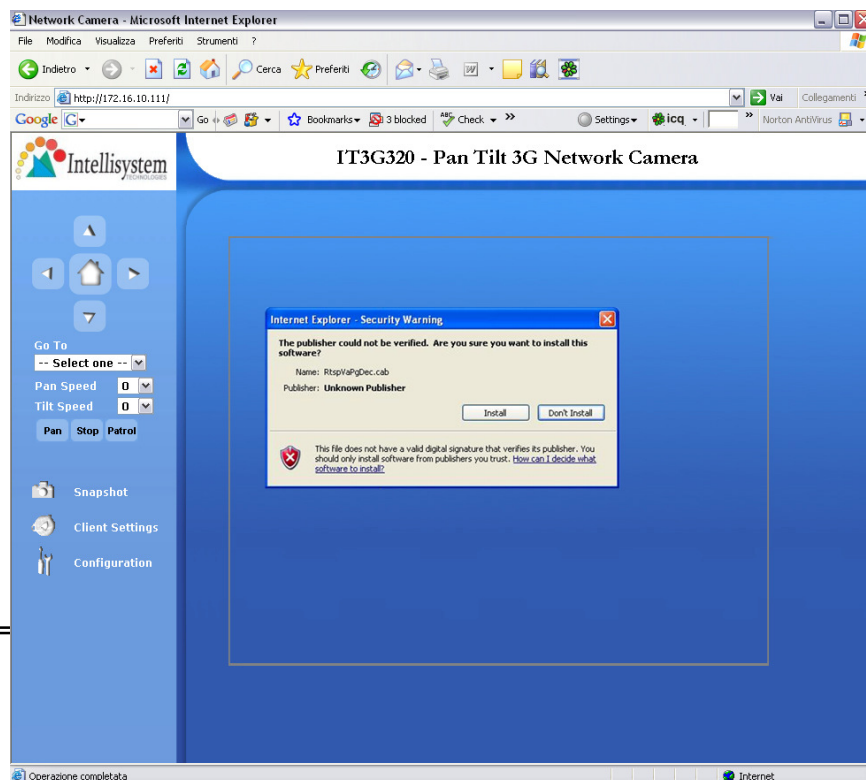 Network Camera - Microsoft Internet Explorer
File Modifica Visualizza Preferiti Strumenti ?
Indietro Cerca Preferiti
Indirizzo http://172.16.10.111/ Vai Collegamenti »
Google G Go Bookmarks 3 blocked ABC Check » Settings icq » Norton AntiVirus
Intellisystem
TECHNOLOGIES
IT3G320 - Pan Tilt 3G Network Camera
Go To
-- Select one --
Pan Speed 0
Tilt Speed 0
Pan Stop Patrol
Snapshot
Client Settings
Configuration
Internet Explorer - Security Warning
The publisher could not be verified. Are you sure you want to install this
software?
Name: RtspVaPgDec.cab
Publisher: Unknown Publisher
Install Don't Install
This file does not have a valid digital signature that verifies its publisher. You
should only install software from publishers you trust. How can I decide what
software to install?
Operazione completata Internet